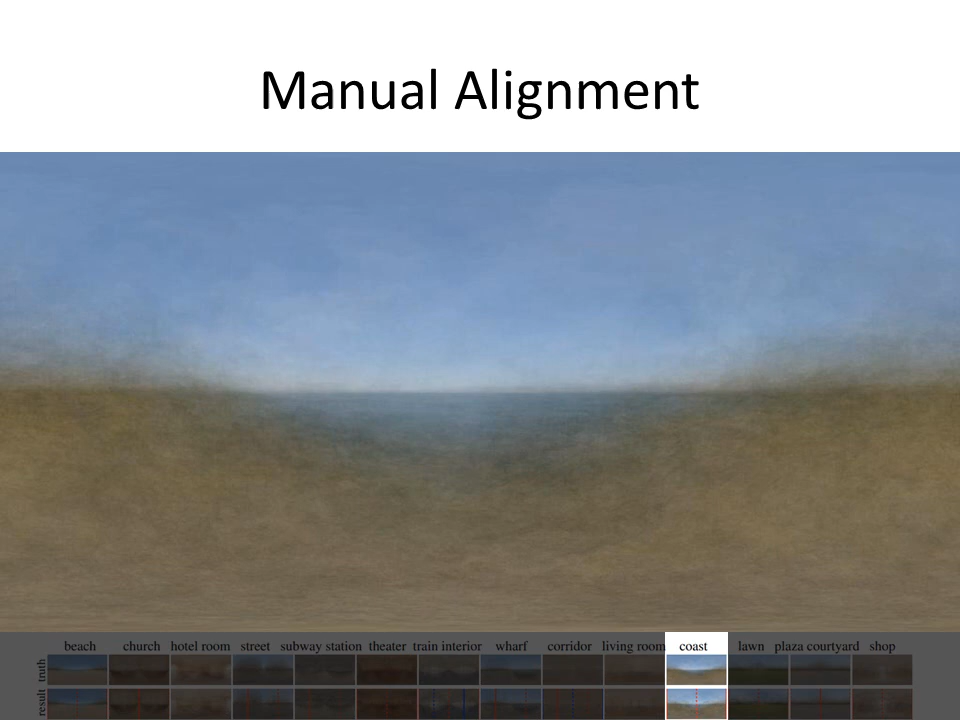 Manual Alignment
beach church hotel room street subway station theater train interior wharf corridor living room coast lawn plaza courtyard shop
truth
result